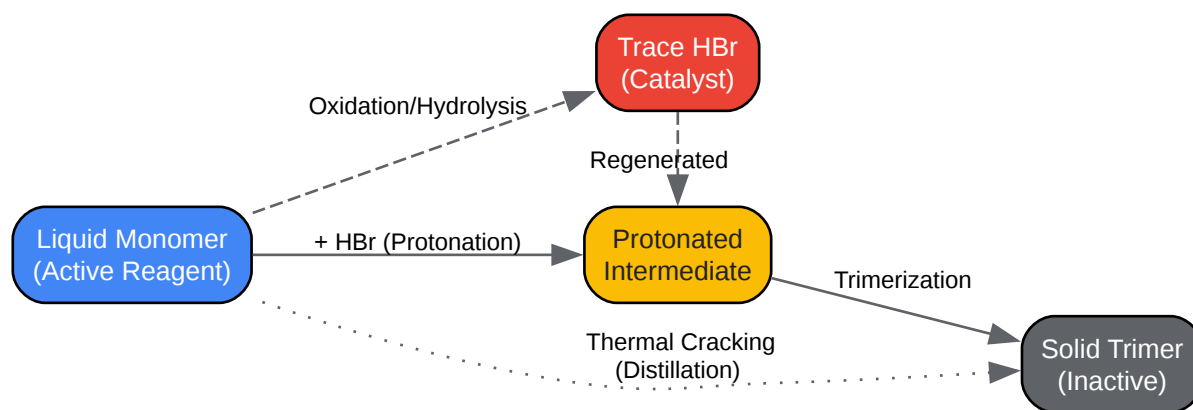 Trace HBr
(Catalyst)
Oxidation/Hydrolysis
Regenerated
Liquid Monomer
(Active Reagent)
+ HBr (Protonation)
Protonated
Intermediate
Trimerization
Thermal Cracking
(Distillation)
Solid Trimer
(Inactive)